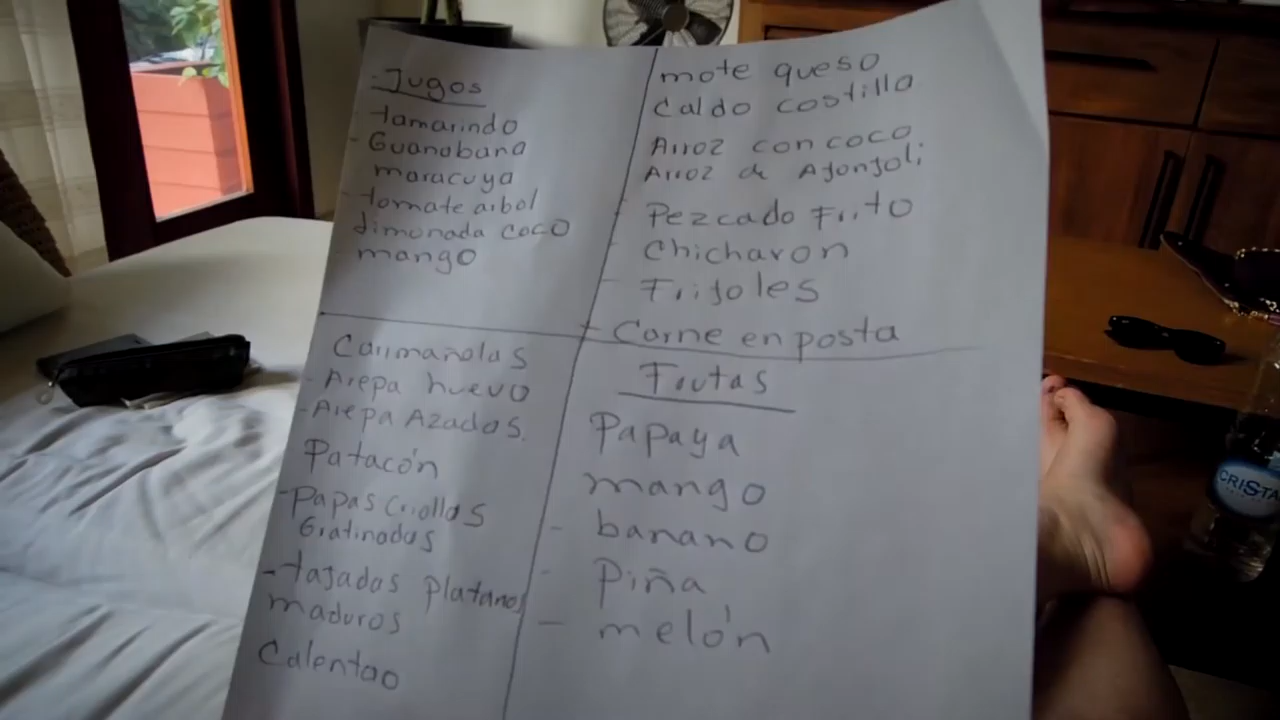 - Jugos
- tamarindo
- Guanabana
maracuya
- tomate arbol
limonada coco
mango
mote queso
Caldo costilla
Arroz con coco
Arroz de Ajonjoli
- Pezcado Frito
- Chicharon
- Frijoles
- Carne en posta
Carimañolas
- Arepa huevo
- Arepa Azados.
Patacón
- Papas Criollas
Gratinadas
- tajadas Platanos
maduros
Calentao
Frutas
Papaya
mango
- banano
- Piña
- melón
CRISTA